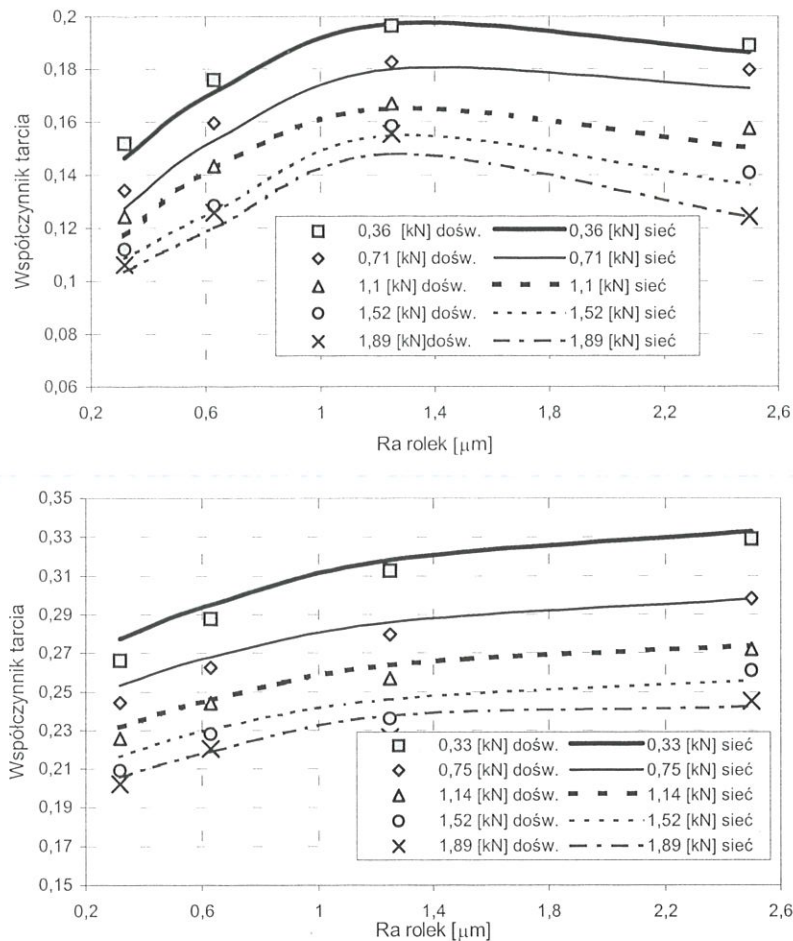 Współczynnik tarcia
0,2
0,18
0,16
0,14
0,12
0,1
0,08
0,06
0,36 [kN] dośw. 0,36 [kN] sieć
0,71 [kN] dośw. 0,71 [kN] sieć
1,1 [kN] dośw. 1,1 [kN] sieć
1,52 [kN] dośw. 1,52 [kN] sieć
1,89 [kN]dośw. 1,89 [kN] sieć
0,2 0,6 1 1,4 1,8 2,2 2,6
Ra rolek [μm]
Współczynnik tarcia
0,35
0,33
0,31
0,29
0,27
0,25
0,23
0,21
0,19
0,17
0,15
0,33 [kN] dośw. 0,33 [kN] sieć
0,75 [kN] dośw. 0,75 [kN] sieć
1,14 [kN] dośw. 1,14 [kN] sieć
1,52 [kN] dośw. 1,52 [kN] sieć
1,89 [kN] dośw. 1,89 [kN] sieć
0,2 0,6 1 1,4 1,8 2,2 2,6
Ra rolek [μm]